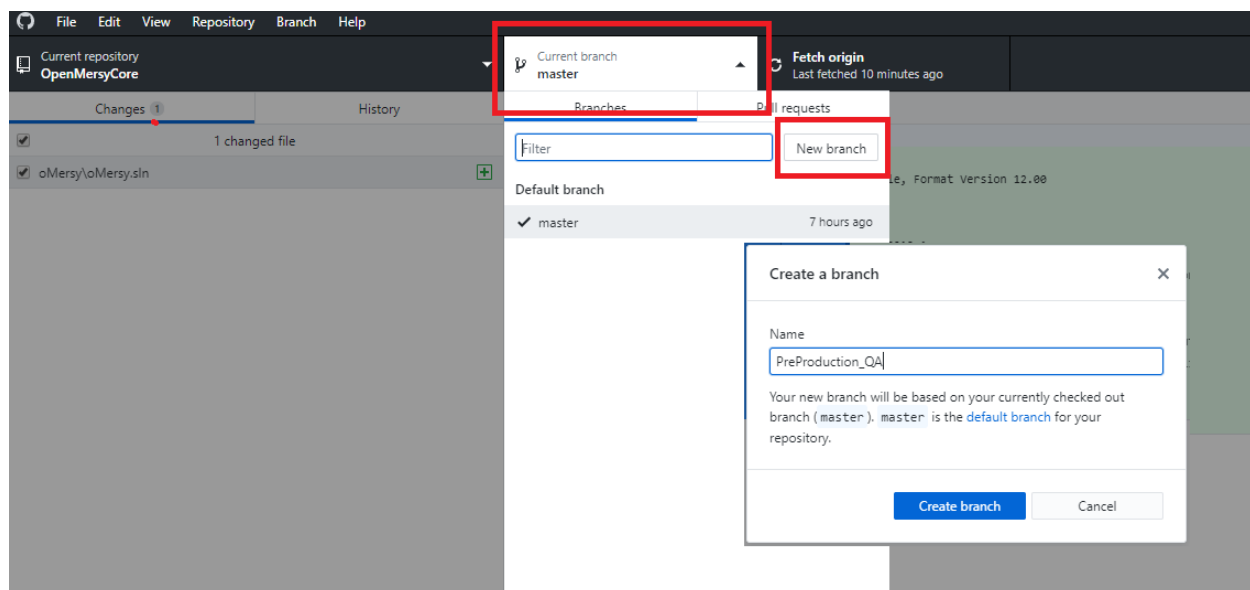 File Edit View Repository Branch Help
Current repository
OpenMersyCore
Current branch
master
Fetch origin
Last fetched 10 minutes ago
Changes 1
History
Branches
Pull requests
1 changed file
Filter
New branch
oMersy\oMersy.sln
le, Format Version 12.00
Default branch
master
7 hours ago
Create a branch
Name
PreProduction_QA
Your new branch will be based on your currently checked out
branch (master). master is the default branch for your
repository.
Create branch
Cancel